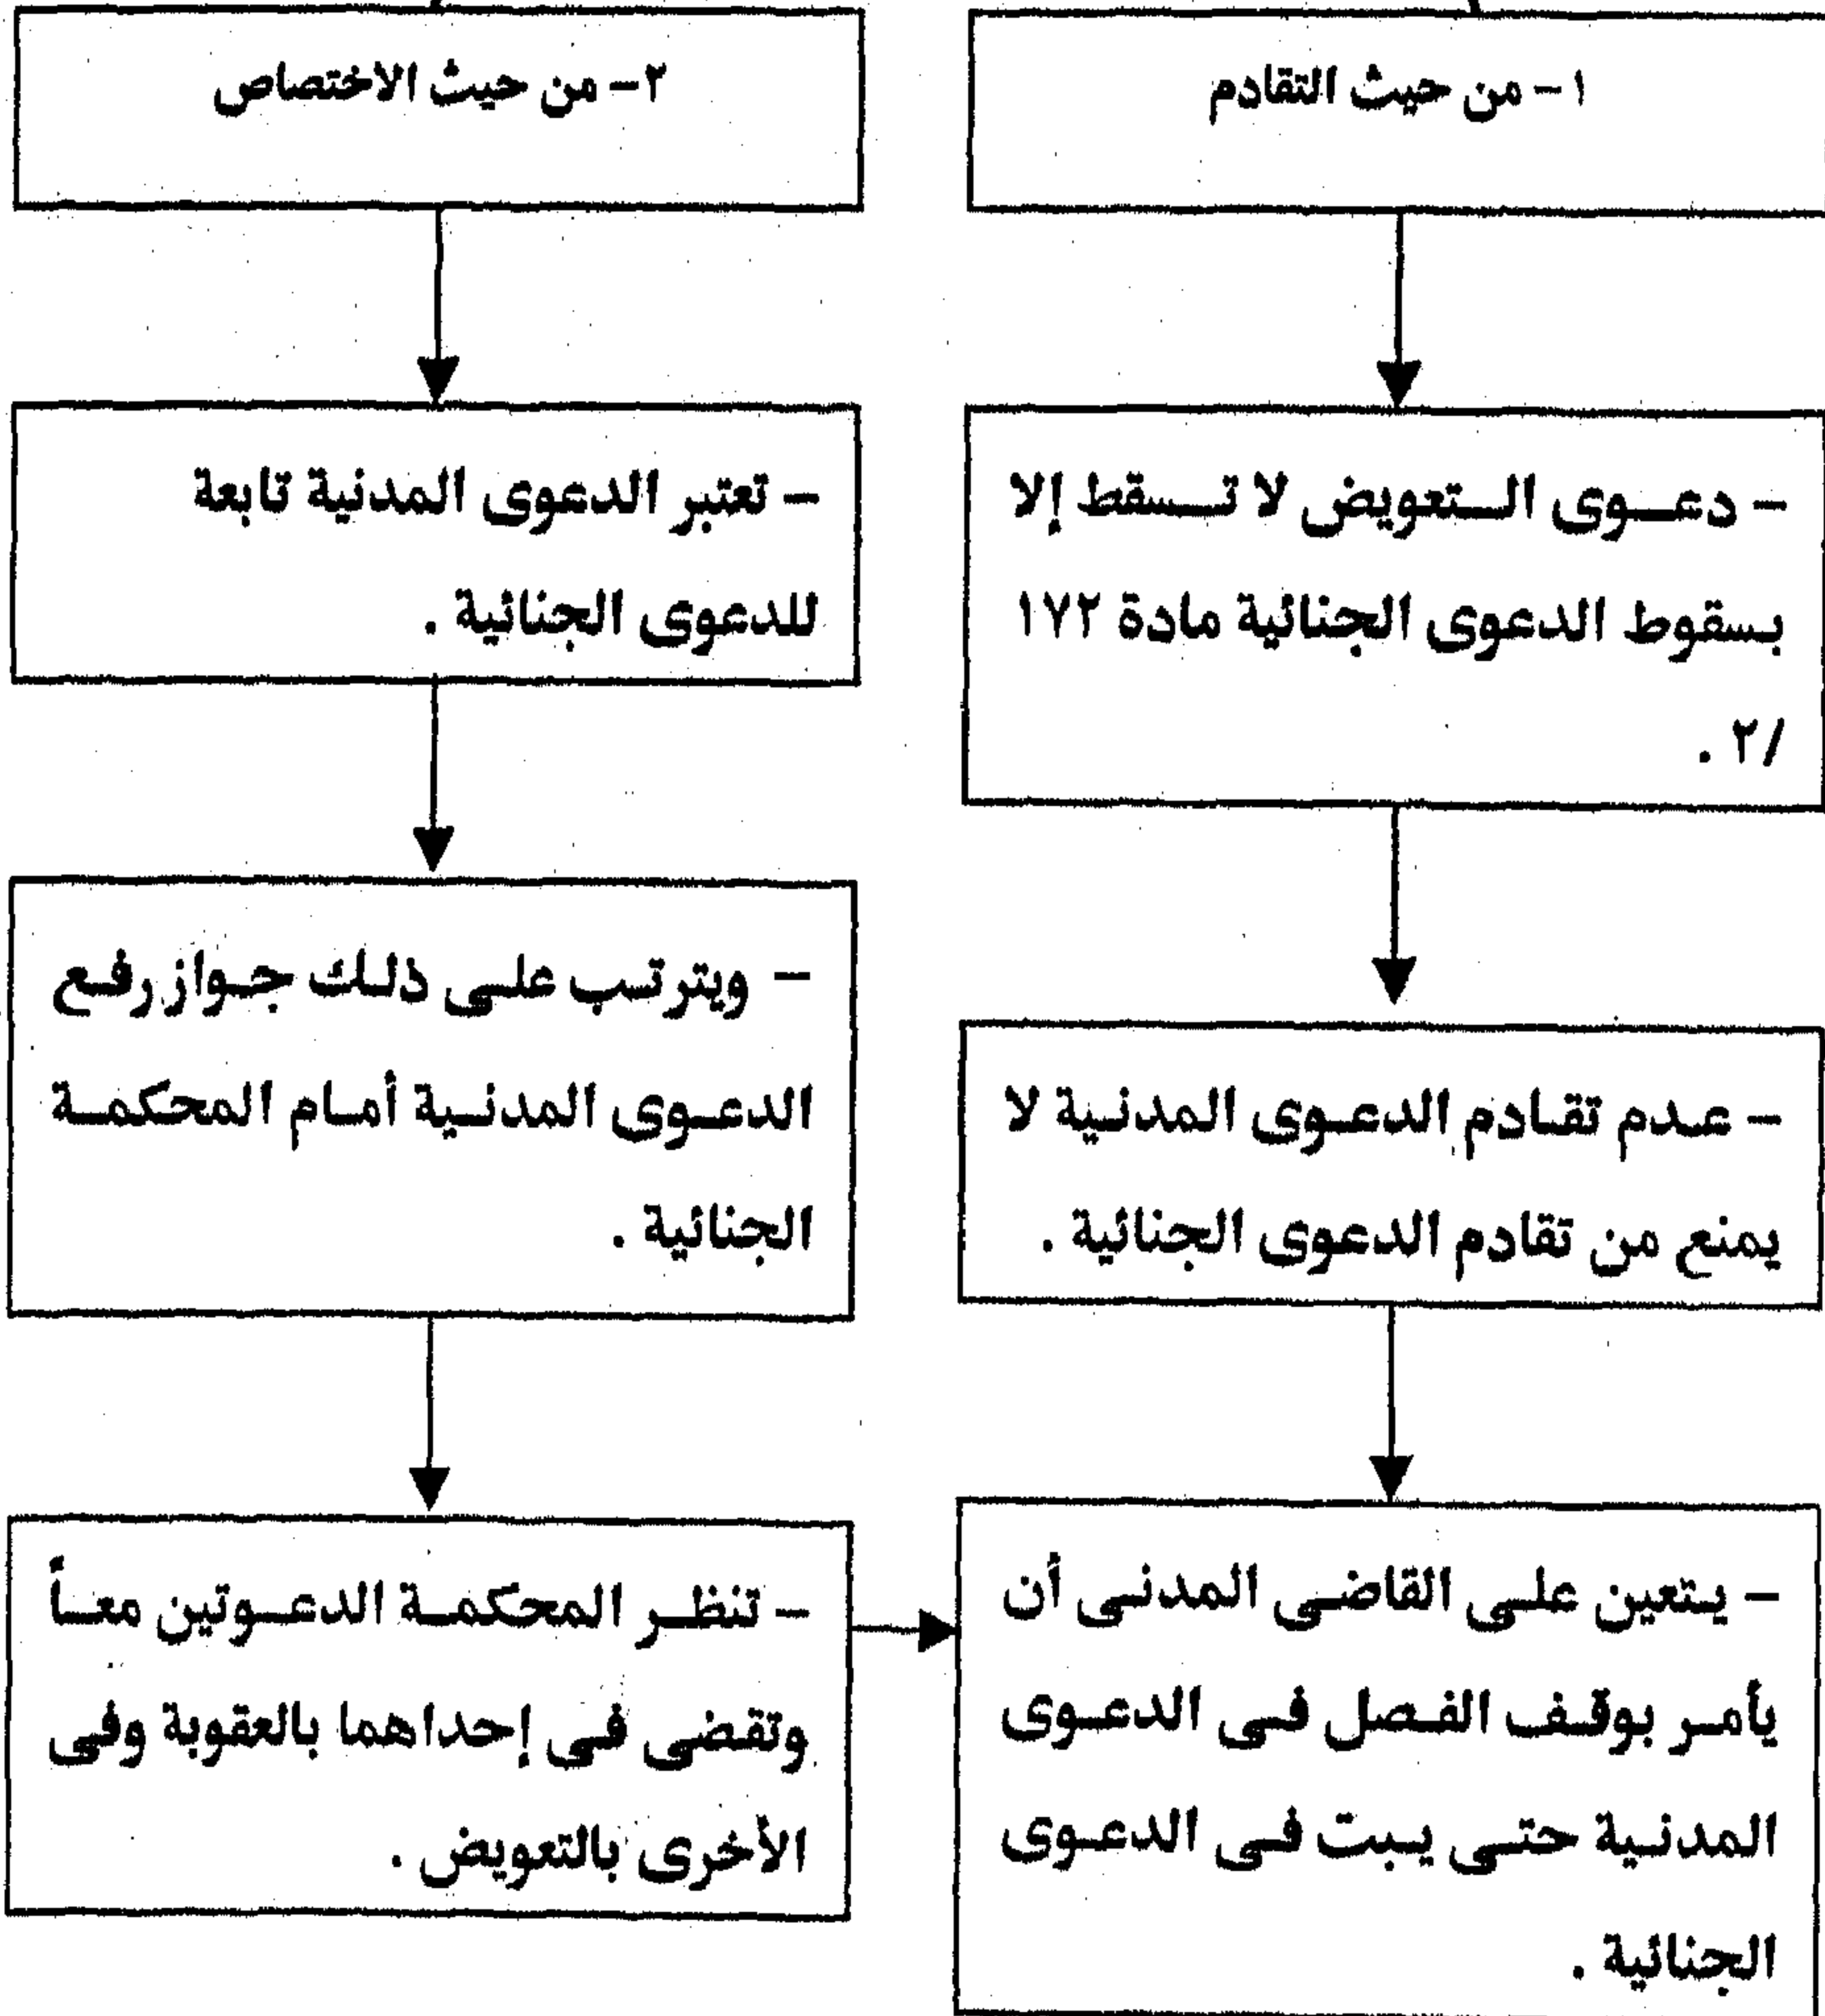 ١ – من حيث التقادم
– دعوى التعويض لا تسقط إلا
بسقوط الدعوى الجنائية مادة ١٧٢
/٢ .
– عدم تقادم الدعوى المدنية لا
يمنع من تقادم الدعوى الجنائية .
– يتعين على القاضى المدنى أن
يأمر بوقف الفصل فى الدعوى
المدنية حتى يبت فى الدعوى
الجنائية .
٢ – من حيث الاختصاص
– تعتبر الدعوى المدنية تابعة
للدعوى الجنائية .
– ويترتب على ذلك جواز رفع
الدعوى المدنية أمام المحكمة
الجنائية .
– تنظر المحكمة الدعوتين معاً
وتقضى فى إحداهما بالعقوبة وفى
الأخرى بالتعويض .